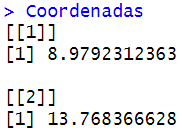 > Coordenadas
[[1]]
[1] 8.9792312363
[[2]]
[1] 13.768366628